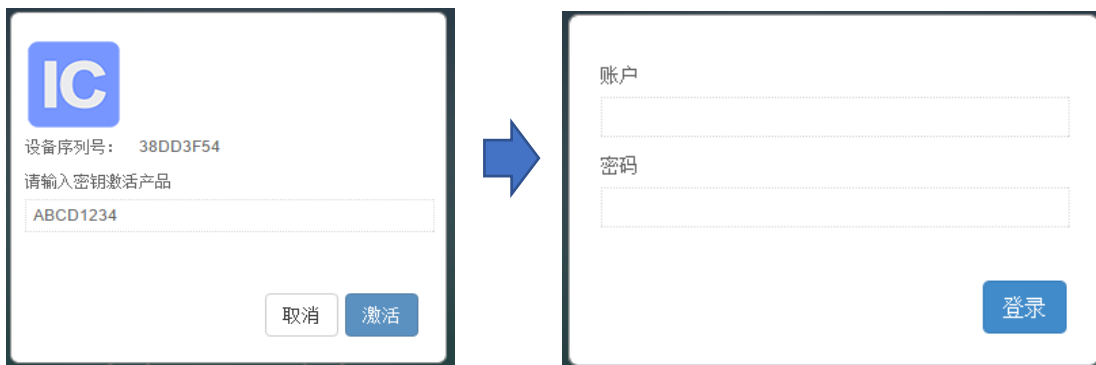 IC
设备序列号： 38DD3F54
请输入密钥激活产品
ABCD1234
取消 激活
账户
密码
登录